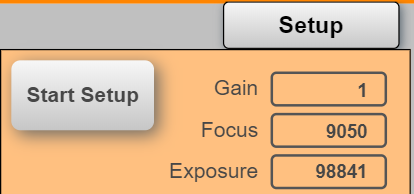 Setup
Start Setup
Gain 1
Focus 9050
Exposure 98841